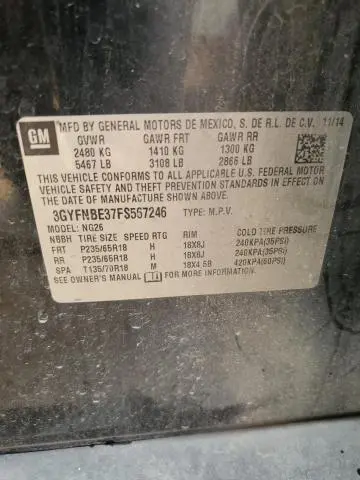 GM
MFD BY GENERAL MOTORS DE MEXICO, S. DE R.L. DE C.V. 11/14
GVWR GAWR FRT GAWR RR
2480 KG 1410 KG 1300 KG
5467 LB 3108 LB 2866 LB
THIS VEHICLE CONFORMS TO ALL APPLICABLE U.S. FEDERAL MOTOR
VEHICLE SAFETY AND THEFT PREVENTION STANDARDS IN EFFECT ON THE
DATE OF MANUFACTURE SHOWN ABOVE.
3GYFNBE37FS557246 TYPE: M.P.V.
MODEL: NG26
NBBH TIRE SIZE SPEED RTG RIM COLD TIRE PRESSURE
FRT P235/65R18 H 18X8J 240KPA(35PSI)
RR P235/65R18 H 18X8J 240KPA(35PSI)
SPA T135/70R18 M 18X4.5B 420KPA(60PSI)
SEE OWNER'S MANUAL FOR MORE INFORMATION.